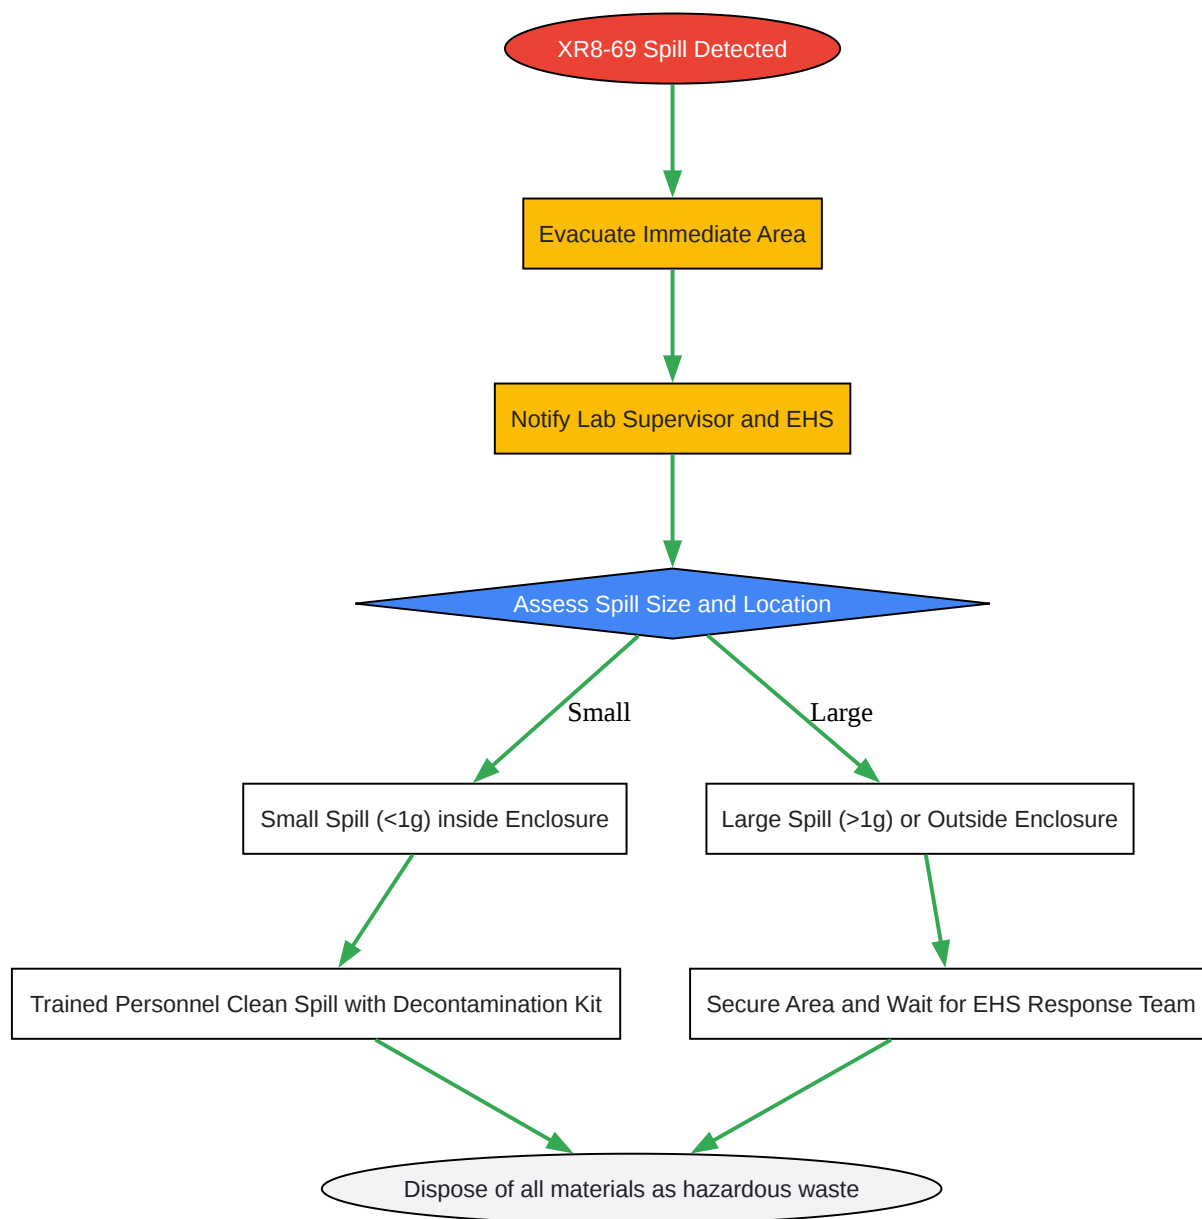 XR8-69 Spill Detected
Evacuate Immediate Area
Notify Lab Supervisor and EHS
Assess Spill Size and Location
Small
Large
Small Spill (<1g) inside Enclosure
Large Spill (>1g) or Outside Enclosure
Trained Personnel Clean Spill with Decontamination Kit
Secure Area and Wait for EHS Response Team
Dispose of all materials as hazardous waste